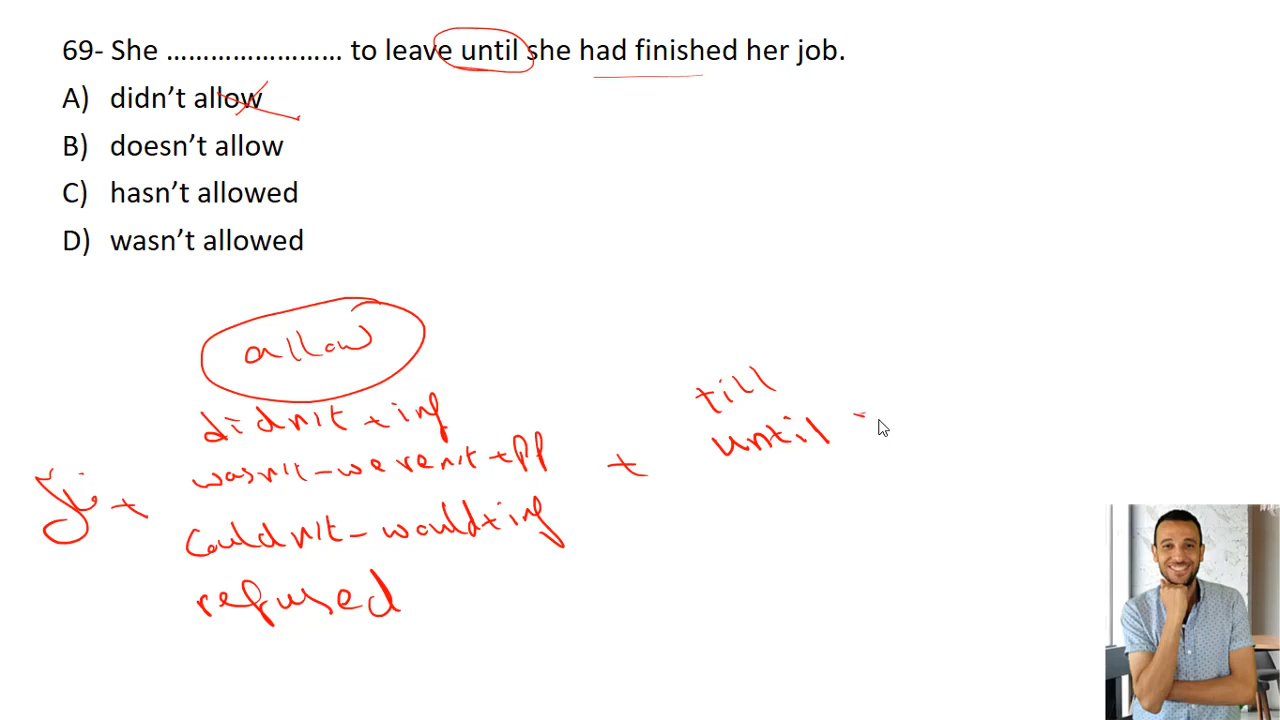 69- She …………………… to leave until she had finished her job.
A) didn’t allow
B) doesn’t allow
C) hasn’t allowed
D) wasn’t allowed
allow
till
didn't + inf
until
wasn't - weren't + PP
+
+
couldn't - would + inf
refused